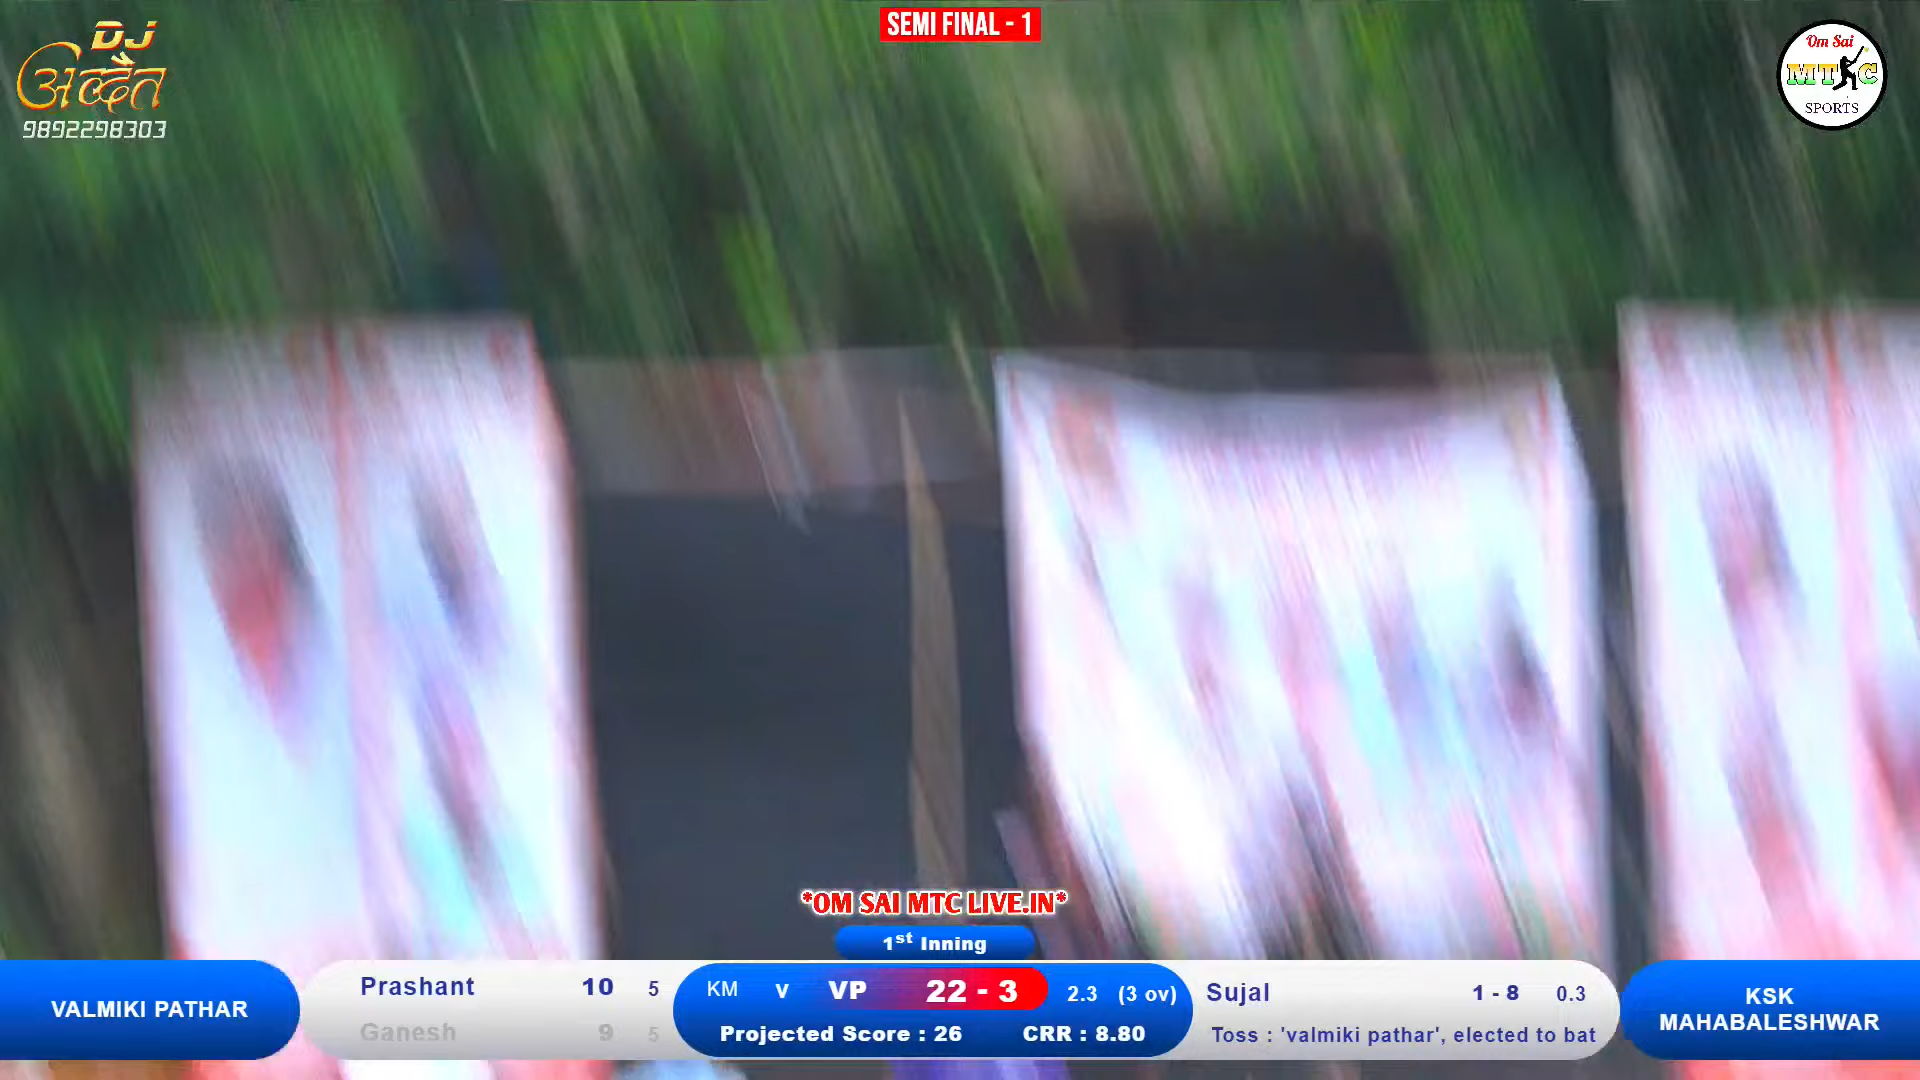 SEMI FINAL - 1
DJ
अव्दैत
9892298303
Om Sai
MTC
SPORTS
*OM SAI MTC LIVE.IN*
1st Inning
VALMIKI PATHAR
Prashant 10 5
Ganesh 9 5
KM v VP 22 - 3 2.3 (3 ov)
Projected Score : 26 CRR : 8.80
Sujal 1 - 8 0.3
Toss : 'valmiki pathar', elected to bat
KSK
MAHABALESHWAR